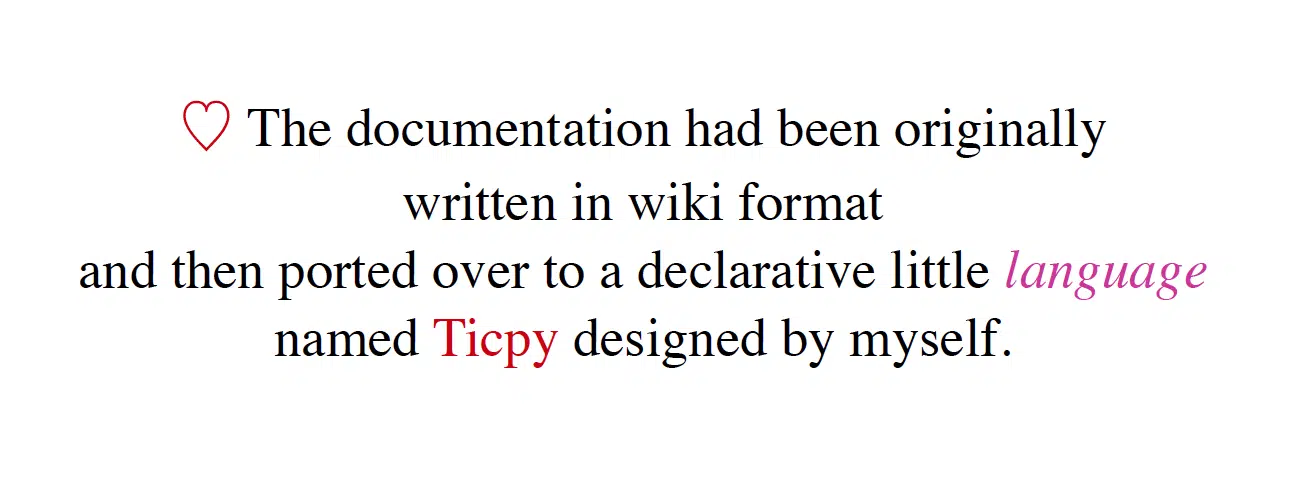 ♡ The documentation had been originally
written in wiki format
and then ported over to a declarative little language
named Ticpy designed by myself.